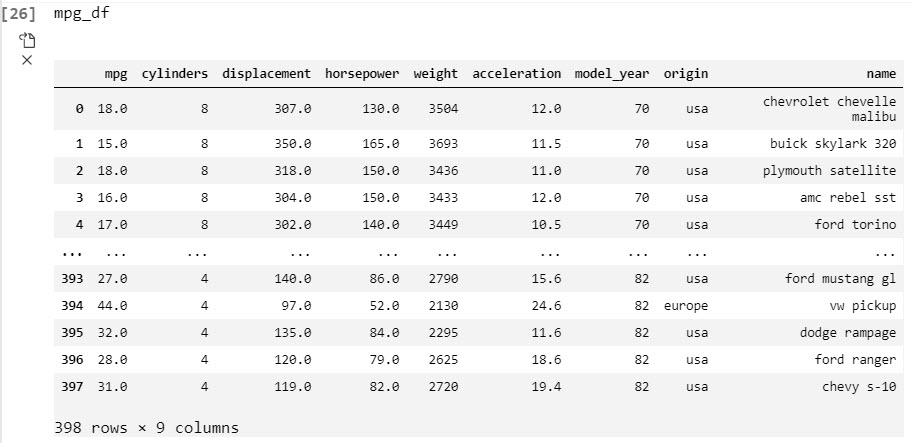 [26] mpg_df
mpg cylinders displacement horsepower weight acceleration model_year origin name
0 18.0 8 307.0 130.0 3504 12.0 70 usa chevrolet chevelle
malibu
1 15.0 8 350.0 165.0 3693 11.5 70 usa buick skylark 320
2 18.0 8 318.0 150.0 3436 11.0 70 usa plymouth satellite
3 16.0 8 304.0 150.0 3433 12.0 70 usa amc rebel sst
4 17.0 8 302.0 140.0 3449 10.5 70 usa ford torino
... ... ... ... ... ... ... ... ... ...
393 27.0 4 140.0 86.0 2790 15.6 82 usa ford mustang gl
394 44.0 4 97.0 52.0 2130 24.6 82 europe vw pickup
395 32.0 4 135.0 84.0 2295 11.6 82 usa dodge rampage
396 28.0 4 120.0 79.0 2625 18.6 82 usa ford ranger
397 31.0 4 119.0 82.0 2720 19.4 82 usa chevy s-10
398 rows × 9 columns